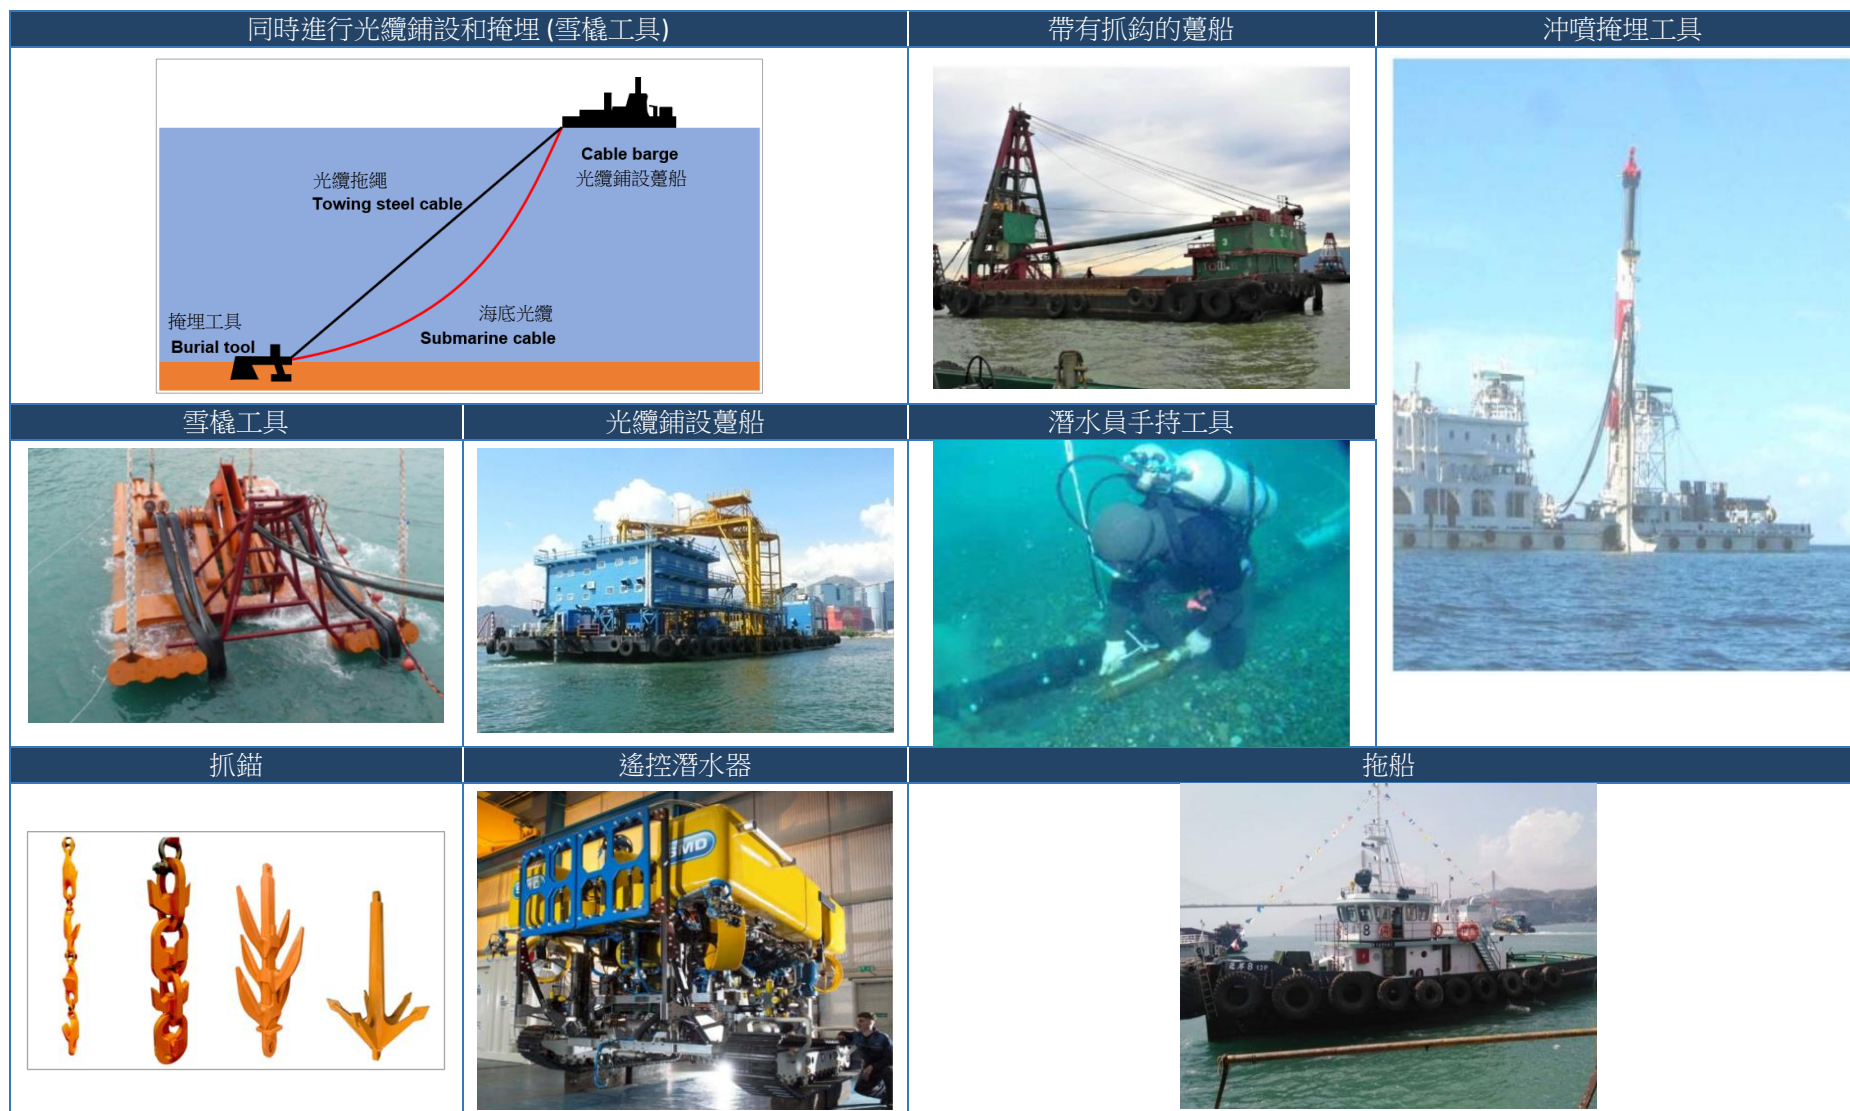 同時進行光纜鋪設和掩埋 (雪橇工具)
帶有抓鈎的躉船
沖噴掩埋工具
Cable barge
光纜鋪設躉船
光纜拖繩
Towing steel cable
海底光纜
Submarine cable
掩埋工具
Burial tool
3
雪橇工具
光纜鋪設躉船
潛水員手持工具
抓錨
遙控潛水器
拖船
SMD
8
8